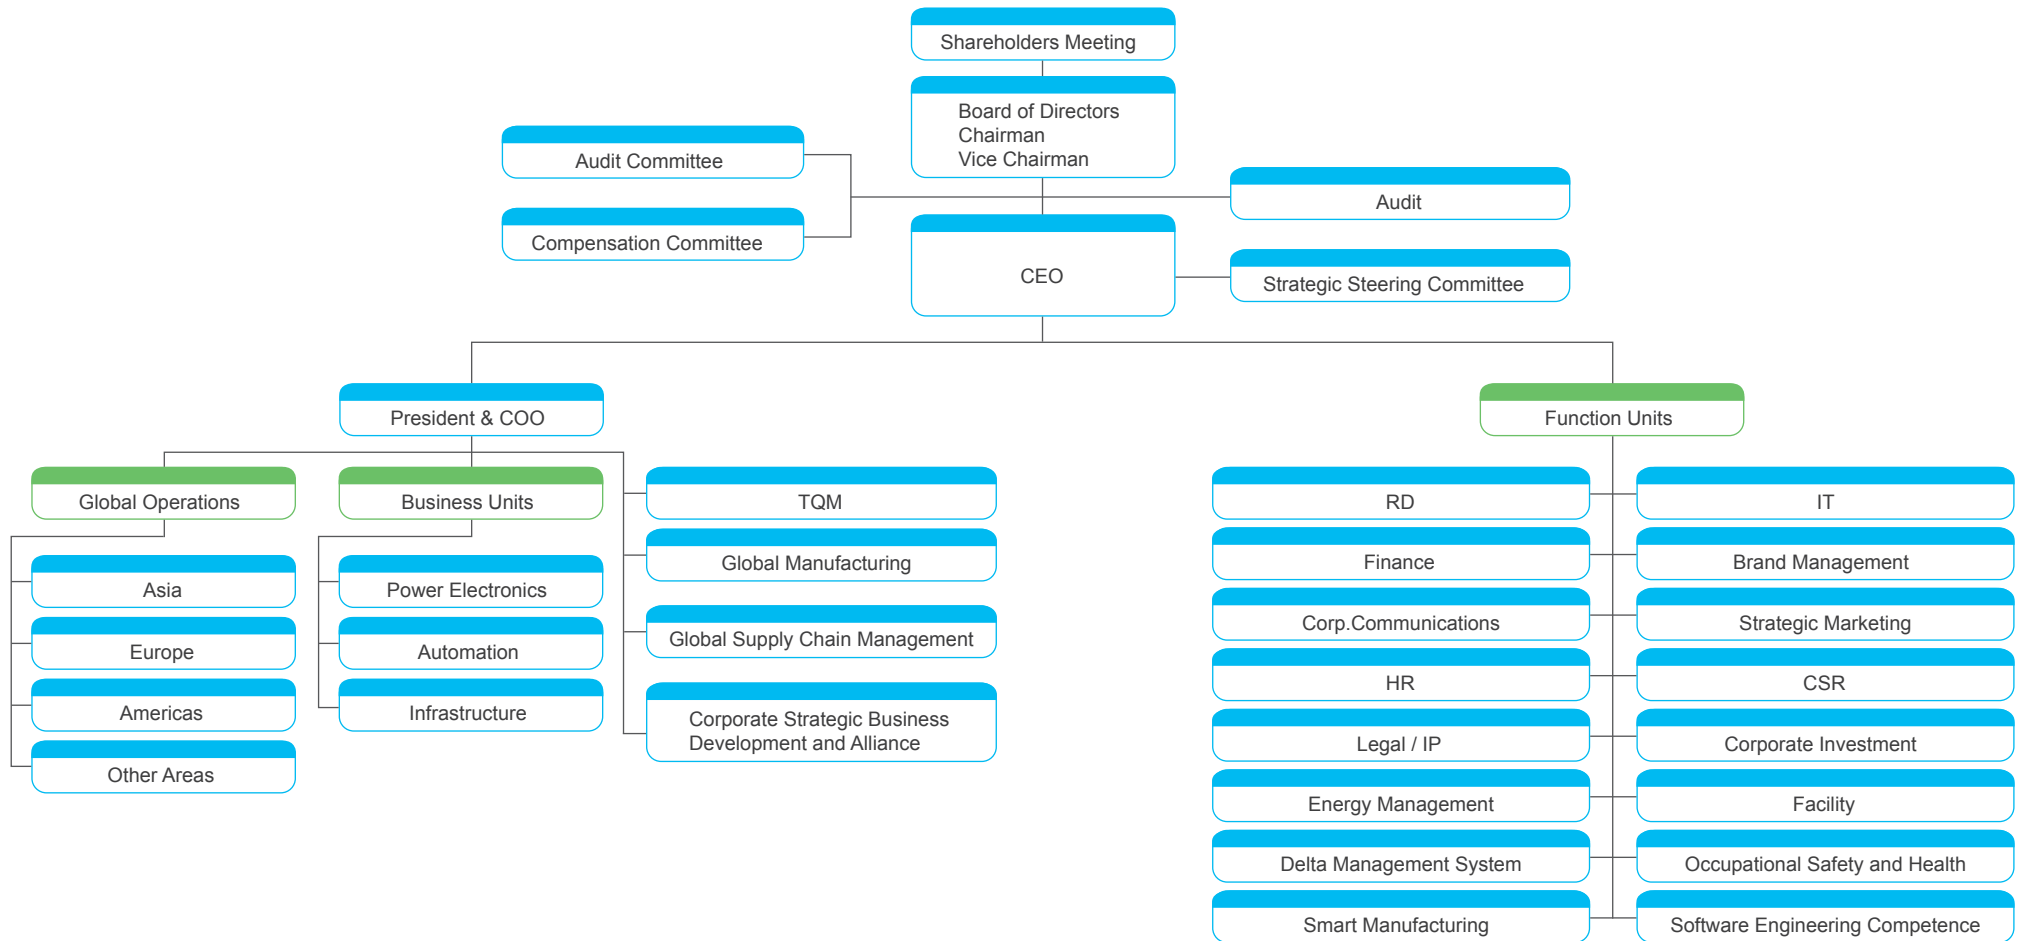 Shareholders Meeting
Board of Directors
Chairman
Vice Chairman
Audit Committee
Audit
Compensation Committee
CEO
Strategic Steering Committee
President & COO
Function Units
Global Operations
Business Units
TQM
Global Manufacturing
Global Supply Chain Management
Corporate Strategic Business
Development and Alliance
Asia
Europe
Americas
Other Areas
Power Electronics
Automation
Infrastructure
RD
IT
Finance
Brand Management
Corp.Communications
Strategic Marketing
HR
CSR
Legal / IP
Corporate Investment
Energy Management
Facility
Delta Management System
Occupational Safety and Health
Smart Manufacturing
Software Engineering Competence